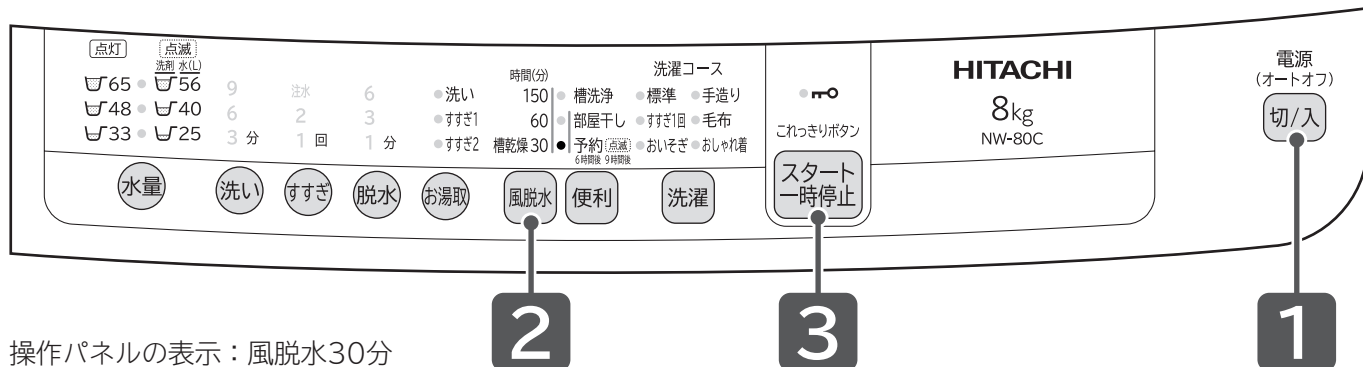 点灯 点滅
洗剤 水(L)
65 56
48 40
33 25
9
6
3 分
注水
2
1 回
6
3
1 分
洗い
すすぎ1
すすぎ2
時間(分)
150
60
槽乾燥 30
槽洗浄
部屋干し
予約 点滅
6時間後 9時間後
洗濯コース
標準 手造り
すすぎ1回 毛布
おいそぎ おしゃれ着
これっきりボタン
HITACHI
8kg
NW-80C
電源
(オートオフ)
切/入
水量 洗い すすぎ 脱水 お湯取 風脱水 便利 洗濯
スタート
一時停止
2 3 1
操作パネルの表示：風脱水30分